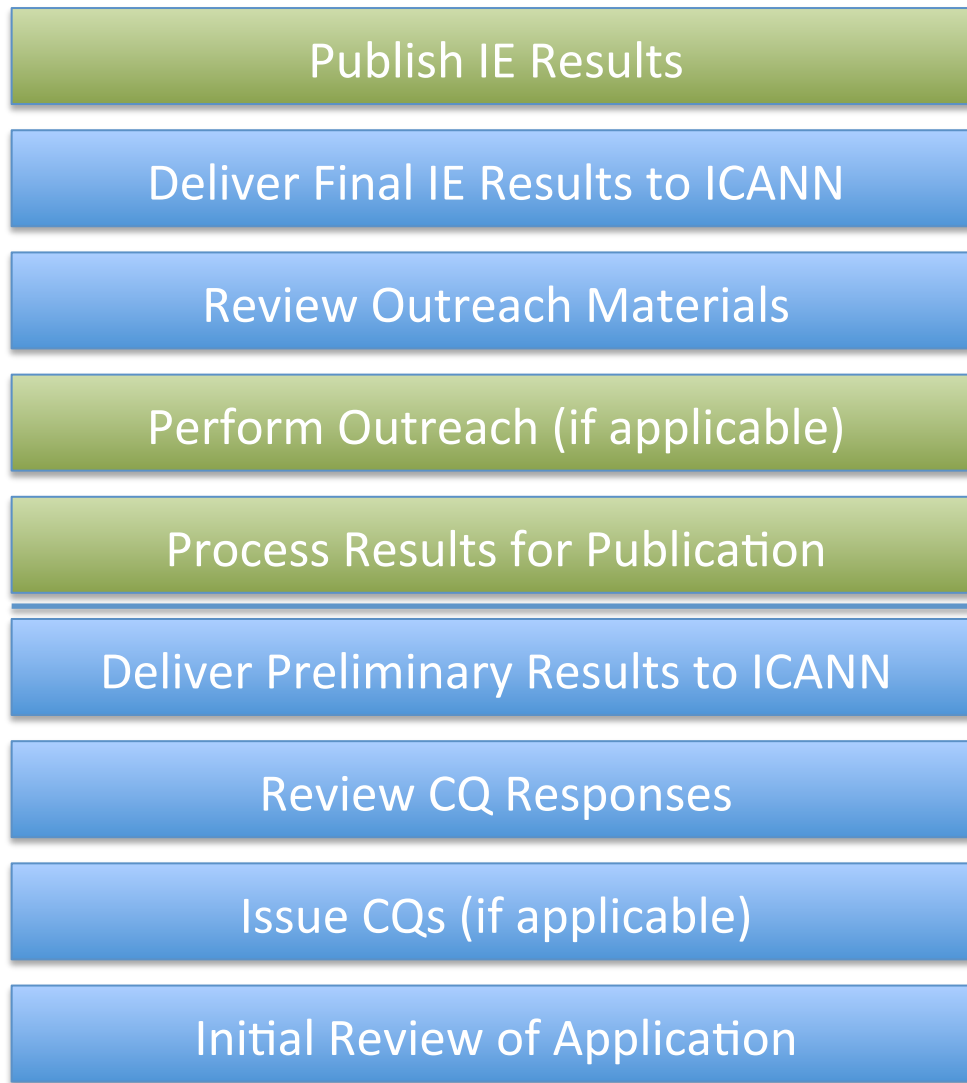 Publish IE Results
Deliver Final IE Results to ICANN
Review Outreach Materials
Perform Outreach (if applicable)
Process Results for Publication
Deliver Preliminary Results to ICANN
Review CQ Responses
Issue CQs (if applicable)
Initial Review of Application